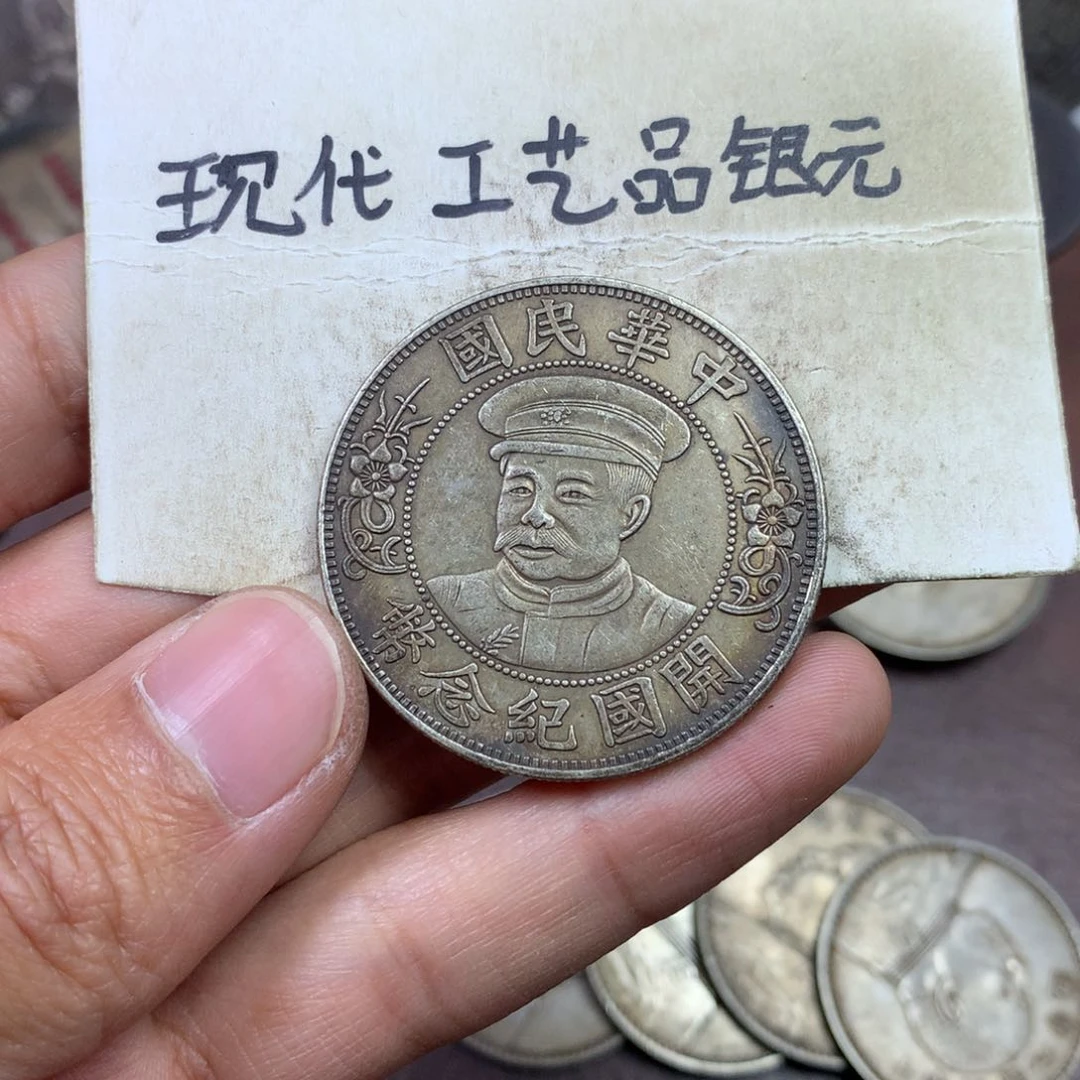 现代工艺品银元
中華民國
開國紀念幣